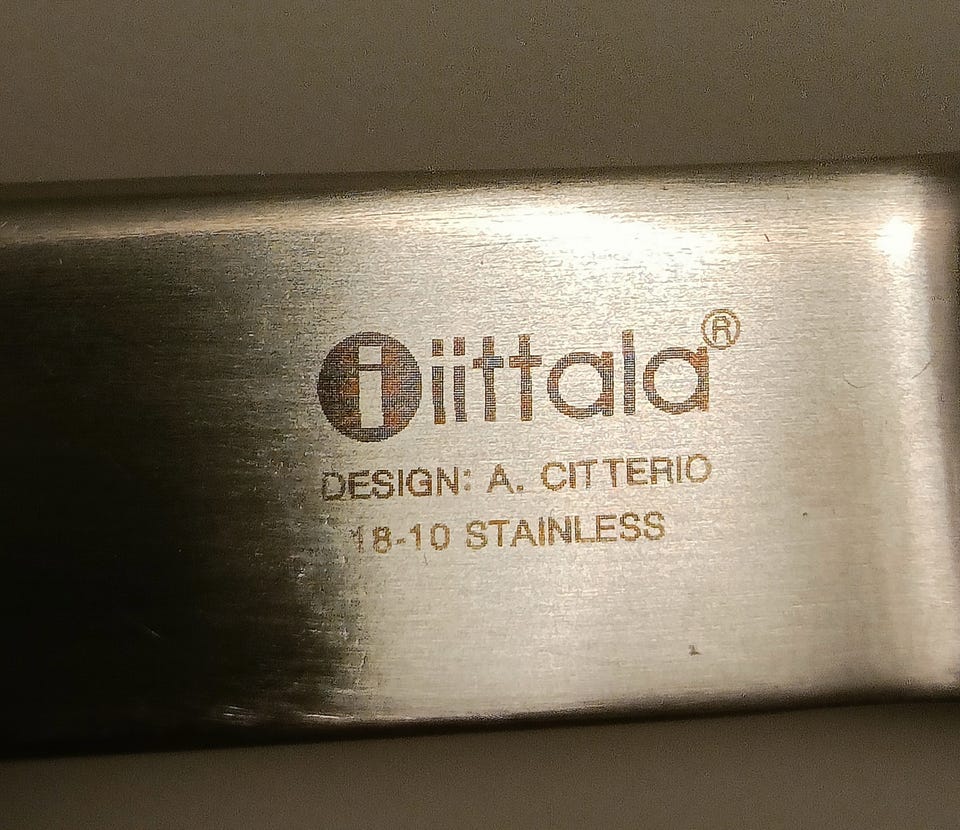 i iittala®
DESIGN: A. CITTERIO
18-10 STAINLESS